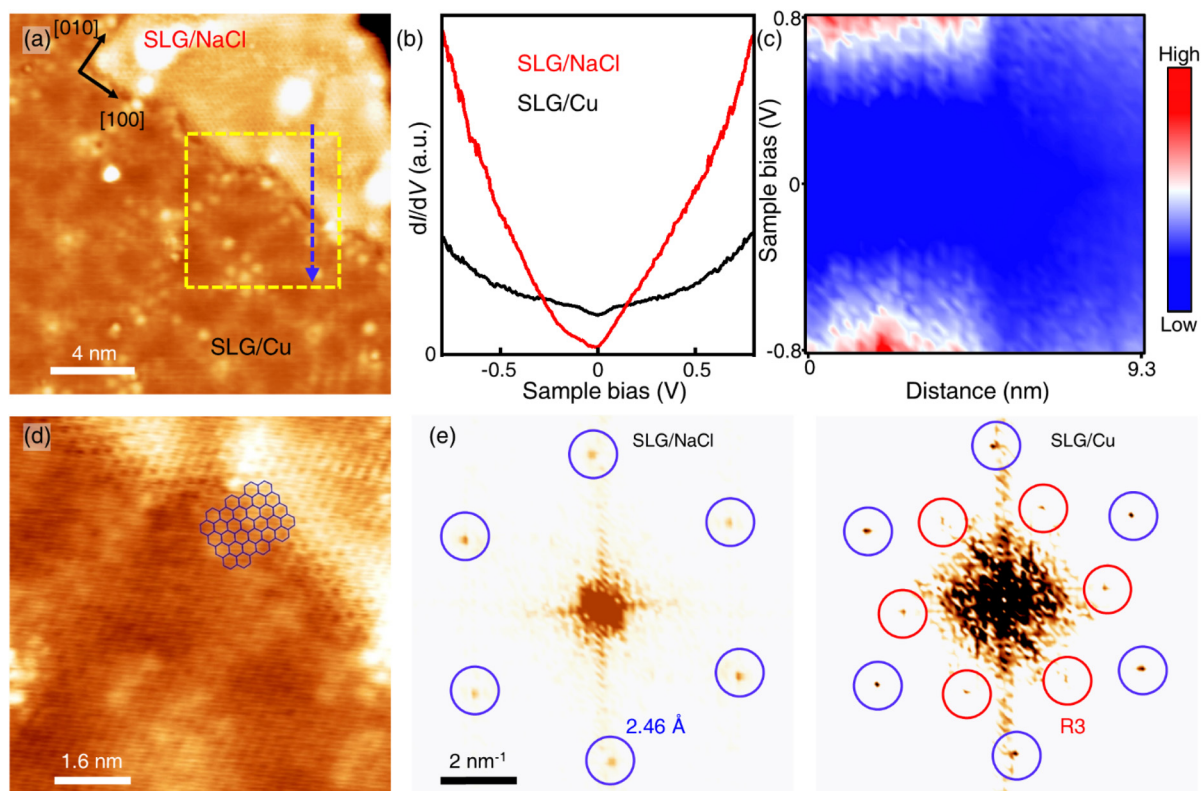 (a)
[010]
SLG/NaCl
[100]
SLG/Cu
4 nm
(b)
SLG/NaCl
SLG/Cu
dI/dV (a.u.)
0
-0.5
0
0.5
Sample bias (V)
(c)
0.8
0
-0.8
Sample bias (V)
0
9.3
Distance (nm)
High
Low
(d)
1.6 nm
(e)
SLG/NaCl
2.46 Å
2 nm⁻¹
SLG/Cu
R3